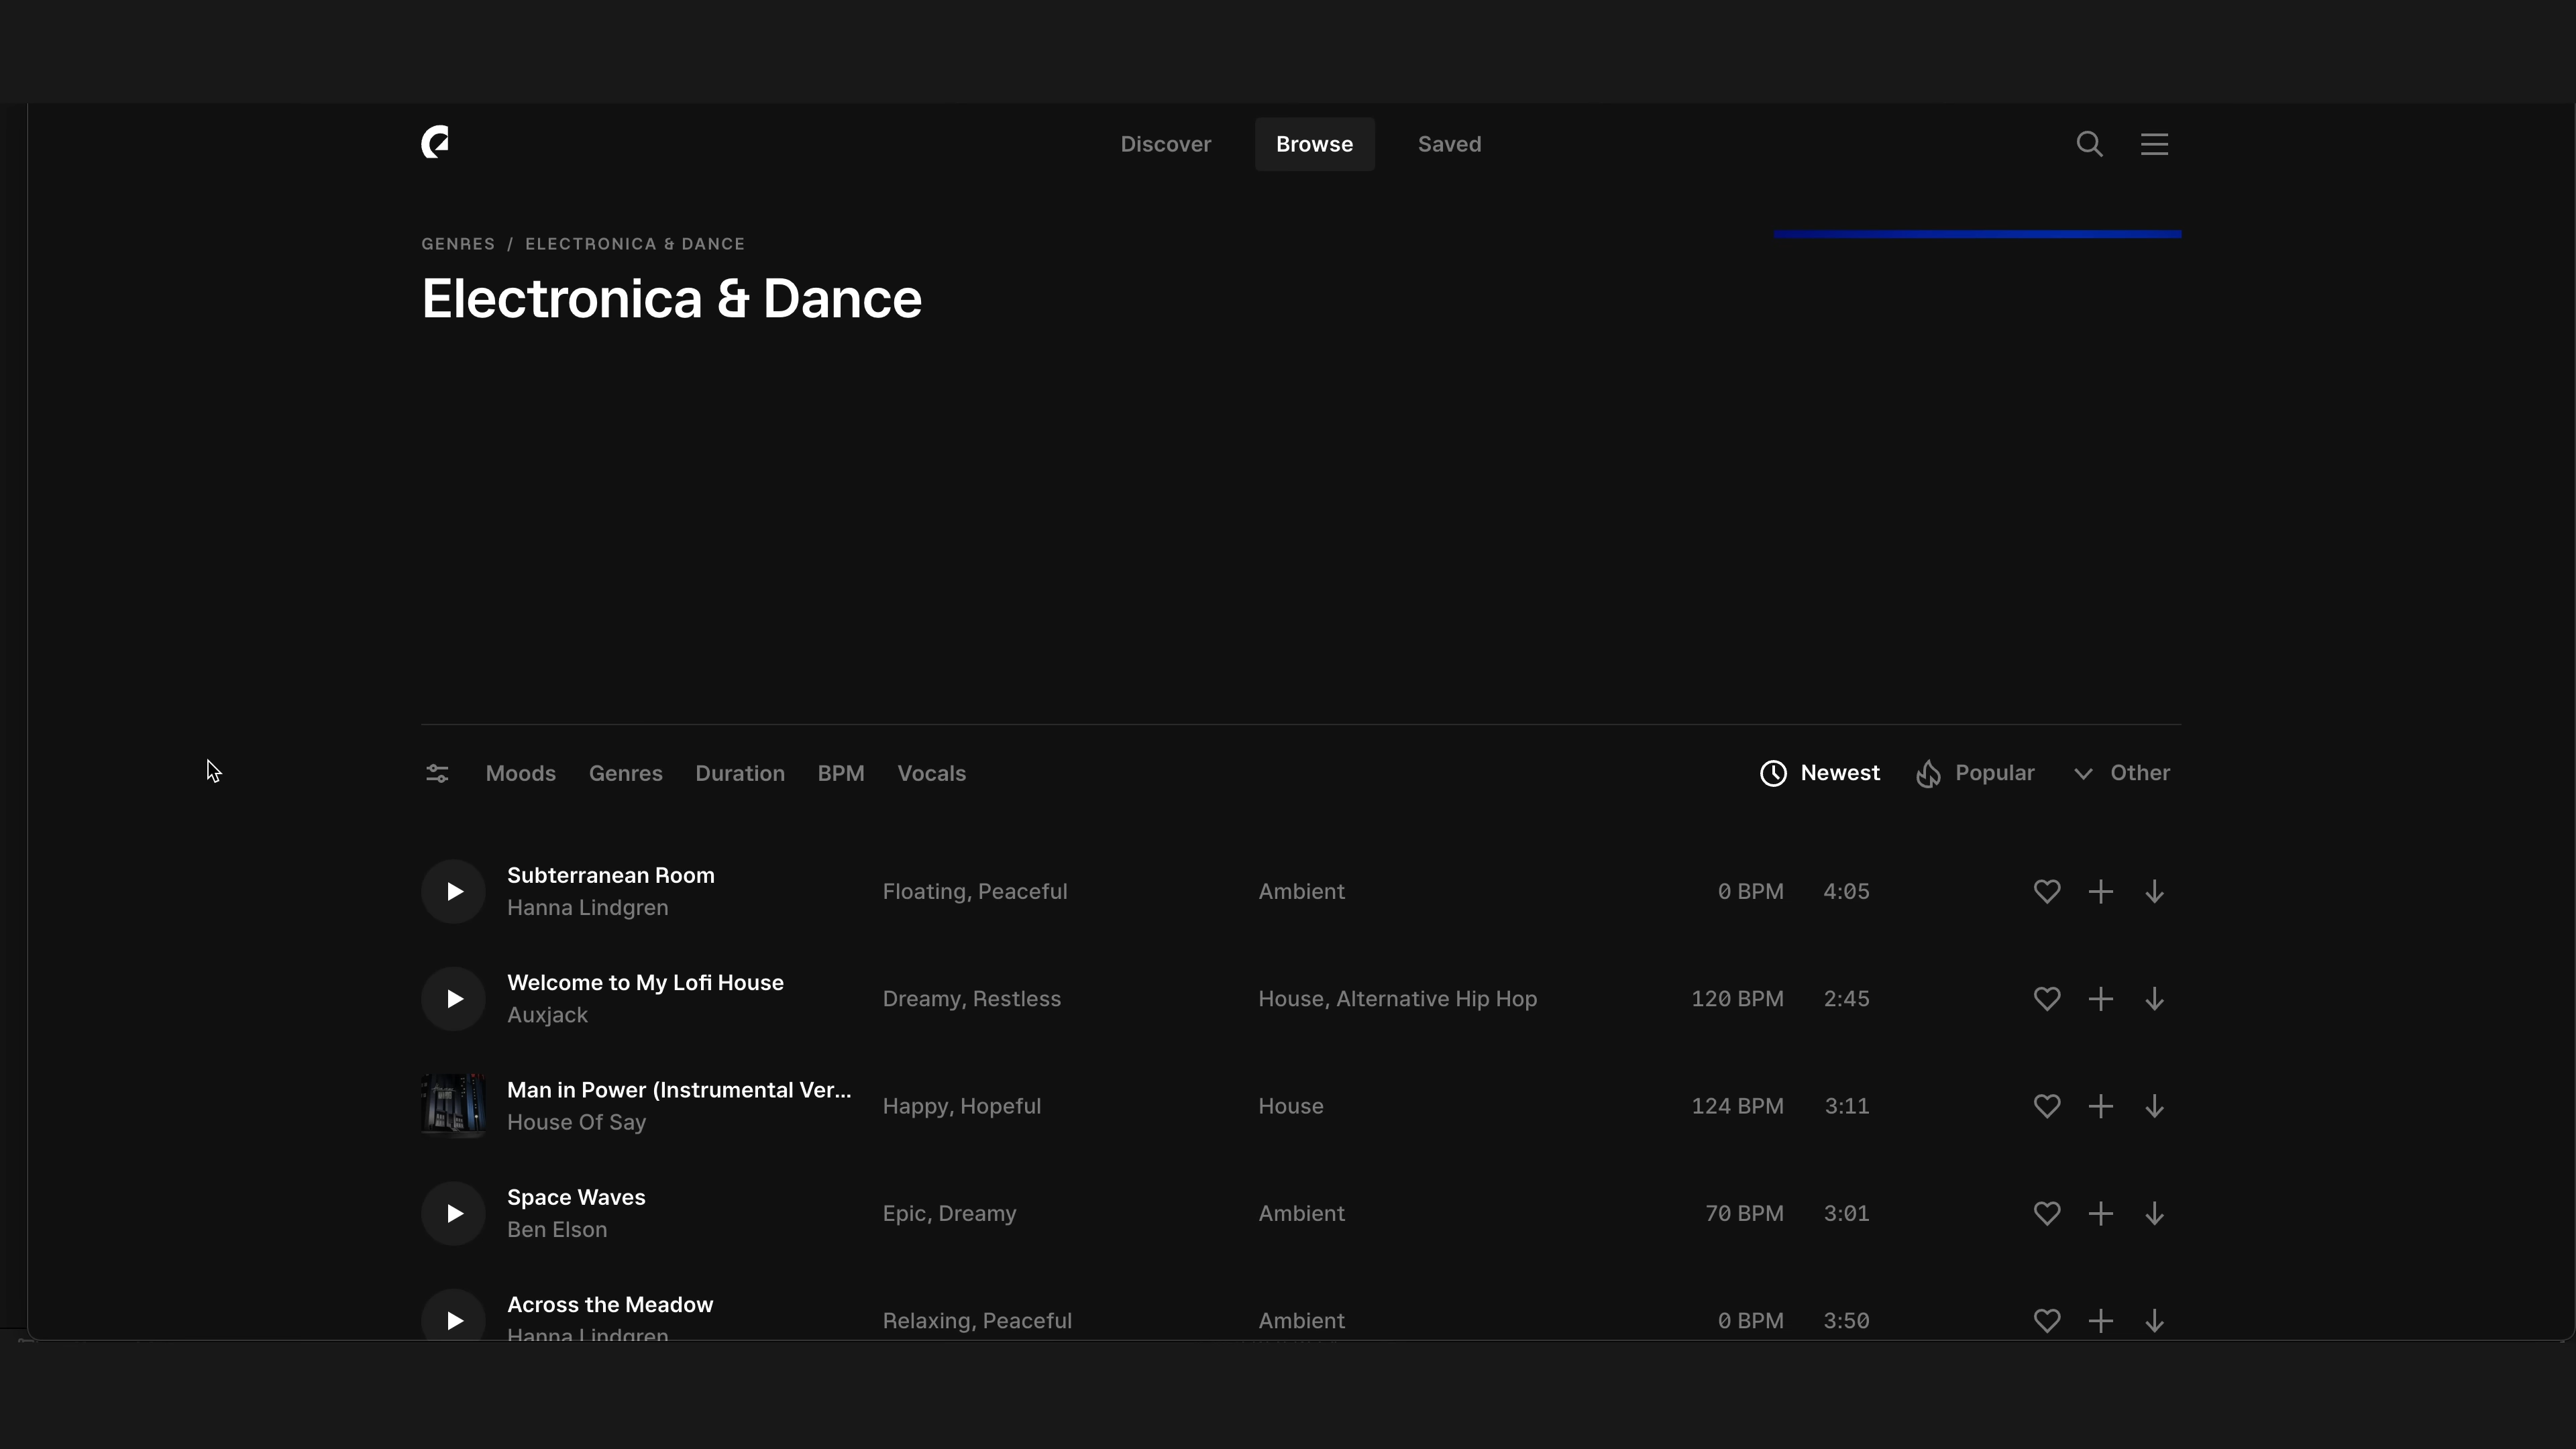 Discover Browse Saved
GENRES / ELECTRONICA & DANCE
Electronica & Dance
Moods Genres Duration BPM Vocals Newest Popular Other
Subterranean Room
Hanna Lindgren
Floating, Peaceful Ambient 0 BPM 4:05
Welcome to My Lofi House
Auxjack
Dreamy, Restless House, Alternative Hip Hop 120 BPM 2:45
Man in Power (Instrumental Ver...
House Of Say
Happy, Hopeful House 124 BPM 3:11
Space Waves
Ben Elson
Epic, Dreamy Ambient 70 BPM 3:01
Across the Meadow
Hanna Lindgren
Relaxing, Peaceful Ambient 0 BPM 3:50